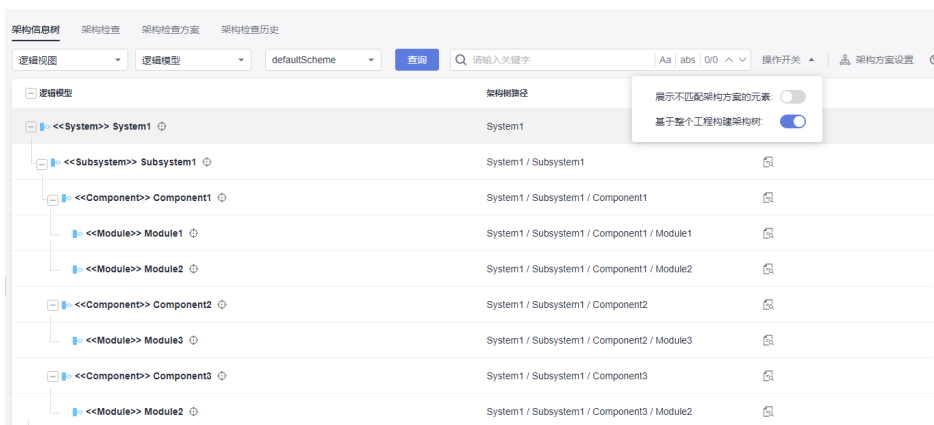 架构信息树 架构检查 架构检查方案 架构检查历史
逻辑视图 逻辑模型 defaultScheme 查询 请输入关键字 Aa abs 0/0 操作开关 架构方案设置
逻辑模型 架构树路径
展示不匹配架构方案的元素:
基于整个工程构建架构树:
<<System>> System1 System1
<<Subsystem>> Subsystem1 System1 / Subsystem1
<<Component>> Component1 System1 / Subsystem1 / Component1
<<Module>> Module1 System1 / Subsystem1 / Component1 / Module1
<<Module>> Module2 System1 / Subsystem1 / Component1 / Module2
<<Component>> Component2 System1 / Subsystem1 / Component2
<<Module>> Module3 System1 / Subsystem1 / Component2 / Module3
<<Component>> Component3 System1 / Subsystem1 / Component3
<<Module>> Module2 System1 / Subsystem1 / Component3 / Module2